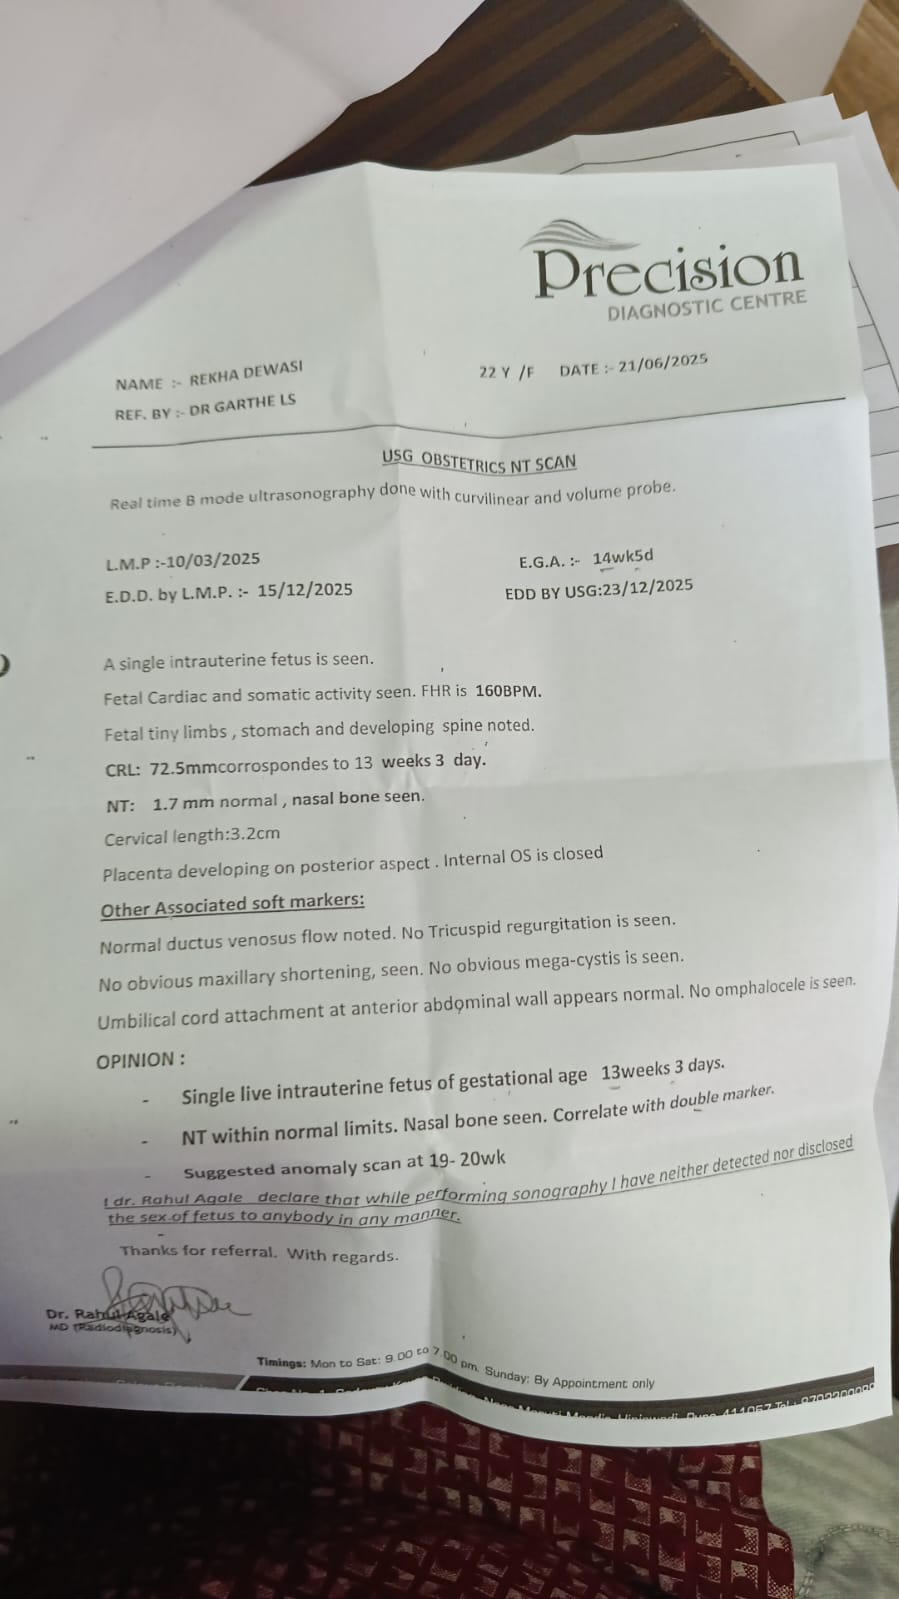 Precision
DIAGNOSTIC CENTRE
NAME :- REKHA DEWASI 22 Y /F DATE :- 21/06/2025
REF. BY :- DR GARTHE LS
USG OBSTETRICS NT SCAN
Real time B mode ultrasonography done with curvilinear and volume probe.
L.M.P :-10/03/2025 E.G.A. :- 14wk5d
E.D.D. by L.M.P. :- 15/12/2025 EDD BY USG:23/12/2025
A single intrauterine fetus is seen.
Fetal Cardiac and somatic activity seen. FHR is 160BPM.
Fetal tiny limbs , stomach and developing spine noted.
CRL: 72.5mmcorrospondes to 13 weeks 3 day.
NT: 1.7 mm normal , nasal bone seen.
Cervical length:3.2cm
Placenta developing on posterior aspect . Internal OS is closed
Other Associated soft markers:
Normal ductus venosus flow noted. No Tricuspid regurgitation is seen.
No obvious maxillary shortening, seen. No obvious mega-cystis is seen.
Umbilical cord attachment at anterior abdominal wall appears normal. No omphalocele is seen.
OPINION :
- Single live intrauterine fetus of gestational age 13weeks 3 days.
- NT within normal limits. Nasal bone seen. Correlate with double marker.
- Suggested anomaly scan at 19-20wk
I dr. Rahul Agale declare that while performing sonography I have neither detected nor disclosed
the sex of fetus to anybody in any manner.
Thanks for referral. With regards.
Dr. Rahul Agale
MD (Radiodiagnosis)
Timings: Mon to Sat: 9.00 to 7.00 pm. Sunday: By Appointment only
Pune 411057 Tel.: